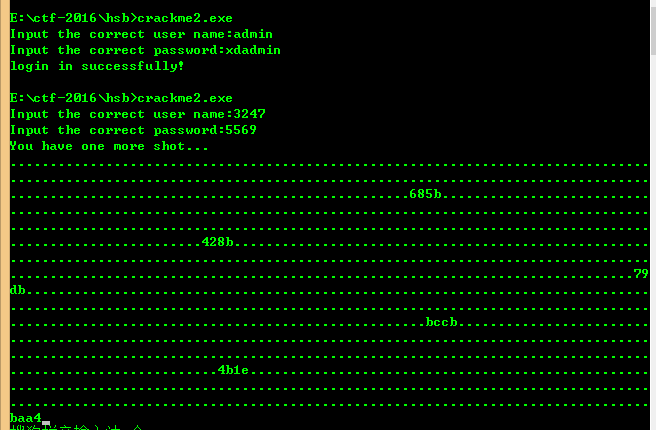 E:\ctf-2016\hsb>crackme2.exe
Input the correct user name:admin
Input the correct password:xdadmin
login in successfully!
E:\ctf-2016\hsb>crackme2.exe
Input the correct user name:3247
Input the correct password:5569
You have one more shot...
................................................................................
................................................................................
..................................................685b..........................
................................................................................
................................................................................
........................428b....................................................
................................................................................
..............................................................................79
db..............................................................................
................................................................................
....................................................bccb........................
................................................................................
................................................................................
..........................4b1e..................................................
................................................................................
................................................................................
baa4